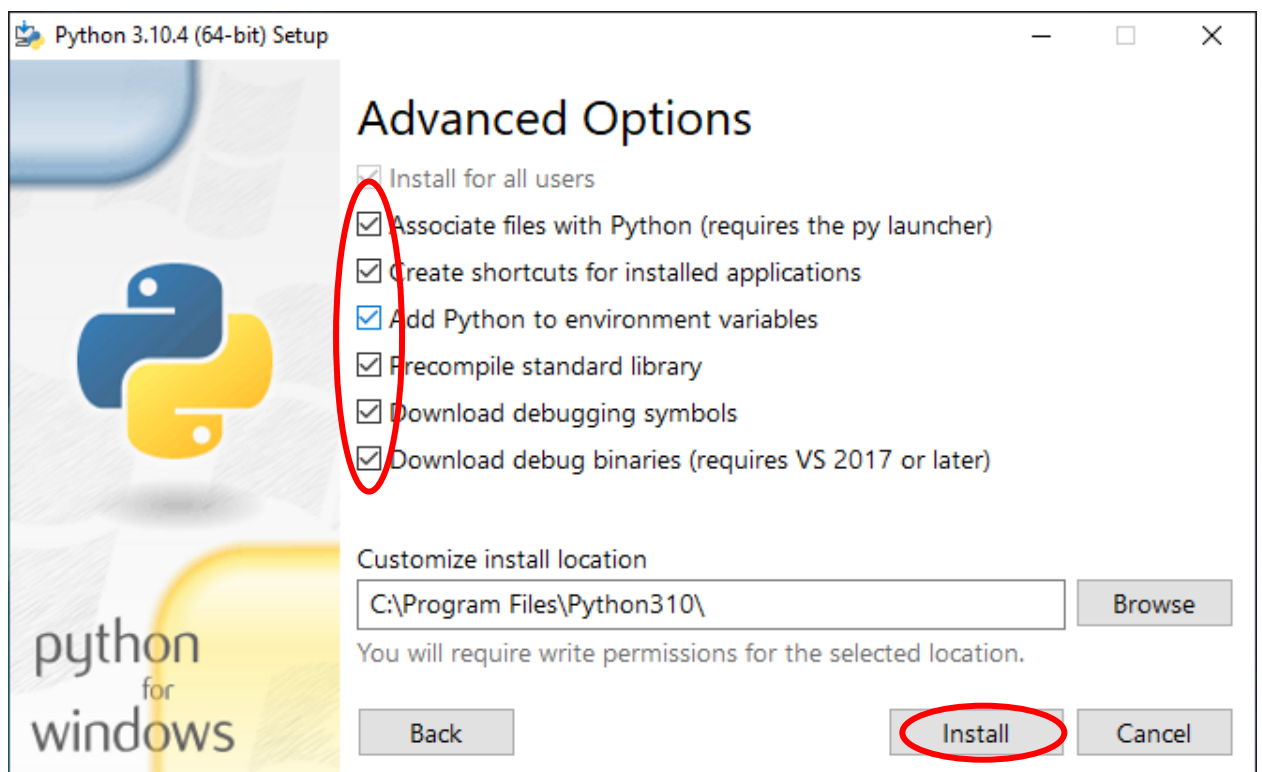 Python 3.10.4 (64-bit) Setup
Advanced Options
Install for all users
Associate files with Python (requires the py launcher)
Create shortcuts for installed applications
Add Python to environment variables
Precompile standard library
Download debugging symbols
Download debug binaries (requires VS 2017 or later)
Customize install location
C:\Program Files\Python310\
Browse
You will require write permissions for the selected location.
python
for
windows
Back
Install
Cancel